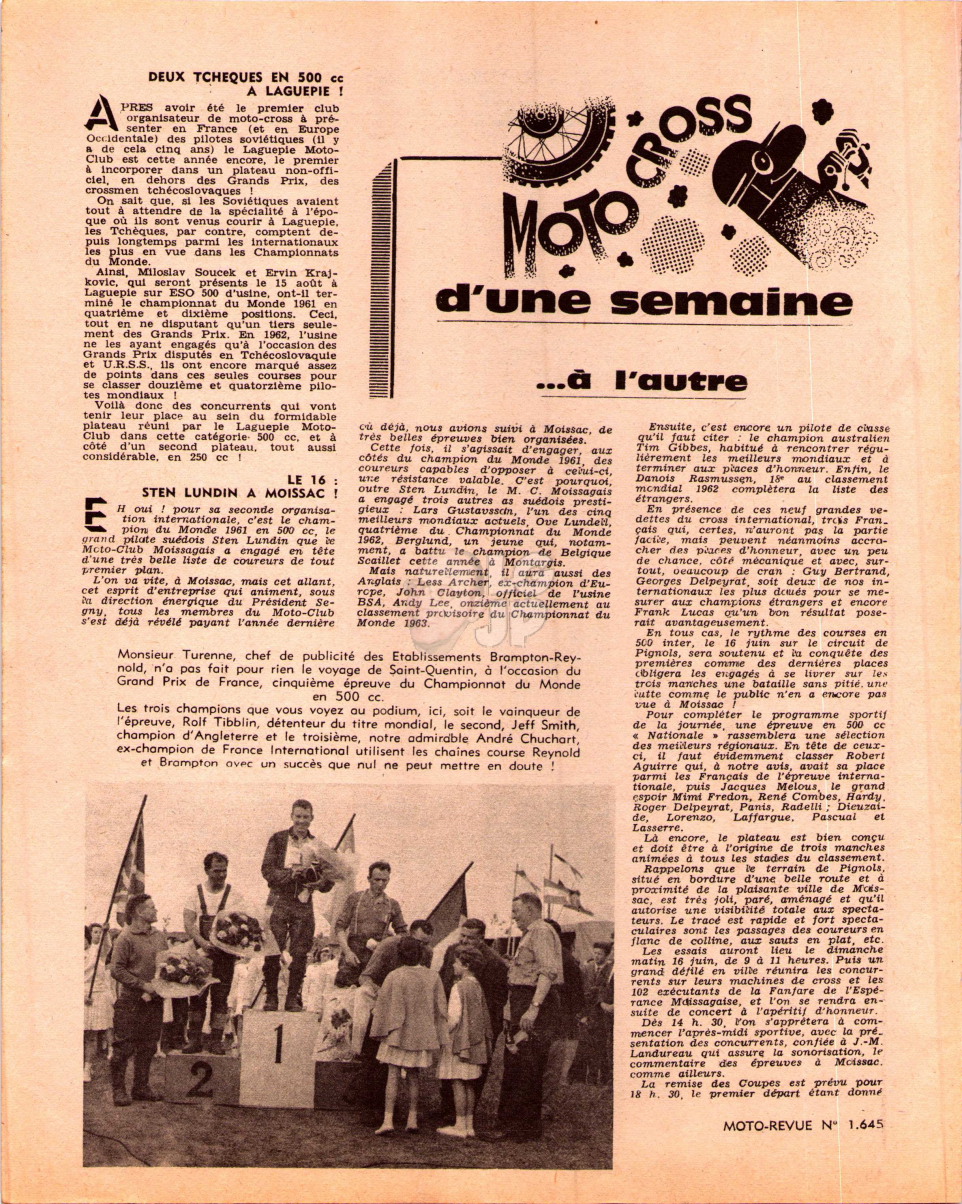 DEUX TCHEQUES EN 500 cc
A LAGUEPIE !
APRES avoir été le premier club
organisateur de moto-cross à pré-
senter en France (et en Europe
Occidentale) des pilotes soviétiques (il y
a de cela cinq ans) le Laguepie Moto-
Club est cette année encore, le premier
à incorporer dans un plateau non-offi-
ciel, en dehors des Grands Prix, des
crossmen tchécoslovaques !
On sait que, si les Soviétiques avaient
tout à attendre de la spécialité à l'épo-
que où ils sont venus courir à Laguepie,
les Tchèques, par contre, comptent de-
puis longtemps parmi les internationaux
les plus en vue dans les Championnats
du Monde.
Ainsi, Miloslav Soucek et Ervin Kraj-
kovic, qui seront présents le 15 août à
Laguepie sur ESO 500 d'usine, ont-il ter-
miné le championnat du Monde 1961 en
quatrième et dixième positions. Ceci,
tout en ne disputant qu'un tiers seule-
ment des Grands Prix. En 1962, l'usine
ne les ayant engagés qu'à l'occasion des
Grands Prix disputés en Tchécoslovaquie
et U.R.S.S., ils ont encore marqué assez
de points dans ces seules courses pour
se classer douzième et quatorzième pilo-
tes mondiaux !
Voilà donc des concurrents qui vont
tenir leur place au sein du formidable
plateau réuni par le Laguepie Moto-
Club dans cette catégorie 500 cc, et à
côté d'un second plateau, tout aussi
considérable, en 250 cc !
LE 16 :
STEN LUNDIN A MOISSAC !
EH oui ! pour sa seconde organisa-
tion internationale, c'est le cham-
pion du Monde 1961 en 500 cc, le
grand pilote suédois Sten Lundin que le
Moto-Club Moissagais a engagé en tête
d'une très belle liste de coureurs de tout
premier plan.
L'on va vite, à Moissac, mais cet allant,
cet esprit d'entreprise qui animent, sous
la direction énergique du Président Se-
gny, tous les membres du Moto-Club
s'est déjà révélé payant l'année dernière
MOTO CROSS
d'une semaine
...à l'autre
où déjà, nous avions suivi à Moissac, de
très belles épreuves bien organisées.
Cette fois, il s'agissait d'engager, aux
côtés du champion du Monde 1961, des
coureurs capables d'opposer à celui-ci,
une résistance valable. C'est pourquoi,
outre Sten Lundin, le M. C. Moissagais
a engagé trois autres as suédois presti-
gieux : Lars Gustavssen, l'un des cinq
meilleurs mondiaux actuels, Ove Lundell,
quatrième du Championnat du Monde
1962, Berglund, un jeune qui, notam-
ment, a battu le champion de Belgique
Scaillet cette année à Montargis.
Mais naturellement, il aura aussi des
Anglais : Less Archer, ex-champion d'Eu-
rope, John Clayton, officiel de l'usine
BSA, Andy Lee, onzième actuellement au
classement provisoire du Championnat du
Monde 1963.
Monsieur Turenne, chef de publicité des Etablissements Brampton-Rey-
nold, n'a pas fait pour rien le voyage de Saint-Quentin, à l'occasion du
Grand Prix de France, cinquième épreuve du Championnat du Monde
en 500 cc.
Les trois champions que vous voyez au podium, ici, soit le vainqueur de
l'épreuve, Rolf Tibblin, détenteur du titre mondial, le second, Jeff Smith,
champion d'Angleterre et le troisième, notre admirable André Chuchart,
ex-champion de France International utilisent les chaînes course Reynold
et Brampton avec un succès que nul ne peut mettre en doute !
2
1
Ensuite, c'est encore un pilote de classe
qu'il faut citer : le champion australien
Tim Gibbes, habitué à rencontrer régu-
lièrement les meilleurs mondiaux et à
terminer aux places d'honneur. Enfin, le
Danois Rasmussen, 18e au classement
mondial 1962 complètera la liste des
étrangers.
En présence de ces neuf grandes ve-
dettes du cross international, trois Fran-
çais qui, certes, n'auront pas la partie
facile, mais peuvent néanmoins accro-
cher des places d'honneur, avec un peu
de chance, côté mécanique et avec, sur-
tout, beaucoup de cran : Guy Bertrand,
Georges Delpeyrat, soit deux de nos in-
ternationaux les plus doués pour se me-
surer aux champions étrangers et encore
Frank Lucas qu'un bon résultat pose-
rait avantageusement.
En tous cas, le rythme des courses en
500 inter, le 16 juin sur le circuit de
Pignols, sera soutenu et la conquête des
premières comme des dernières places
obligera les engagés à se livrer sur les
trois manches une bataille sans pitié, une
lutte comme le public n'en a encore pas
vue à Moissac !
Pour compléter le programme sportif
de la journée, une épreuve en 500 cc
« Nationale » rassemblera une sélection
des meilleurs régionaux. En tête de ceux-
ci, il faut évidemment classer Robert
Aguirre qui, à notre avis, avait sa place
parmi les Français de l'épreuve interna-
tionale, puis Jacques Melous, le grand
espoir Mimi Fredon, René Combes, Hardy,
Roger Delpeyrat, Panis, Radelli ; Dieuzai-
de, Lorenzo, Laffargue, Pascual et
Lasserre.
Là encore, le plateau est bien conçu
et doit être à l'origine de trois manches
animées à tous les stades du classement.
Rappelons que le terrain de Pignols,
situé en bordure d'une belle route et à
proximité de la plaisante ville de Mois-
sac, est très joli, paré, aménagé et qu'il
autorise une visibilité totale aux specta-
teurs. Le tracé est rapide et fort specta-
culaires sont les passages des coureurs en
flanc de colline, aux sauts en plat, etc.
Les essais auront lieu le dimanche
matin 16 juin, de 9 à 11 heures. Puis un
grand défilé en ville réunira les concur-
rents sur leurs machines de cross et les
102 exécutants de la Fanfare de l'Espé-
rance Moissagaise, et l'on se rendra en-
suite de concert à l'apéritif d'honneur.
Dès 14 h. 30, l'on s'apprêtera à com-
mencer l'après-midi sportive, avec la pré-
sentation des concurrents, confiée à J.-M.
Landureau qui assure la sonorisation, le
commentaire des épreuves à Moissac.
comme ailleurs.
La remise des Coupes est prévu pour
18 h. 30, le premier départ étant donné
MOTO-REVUE N° 1.645